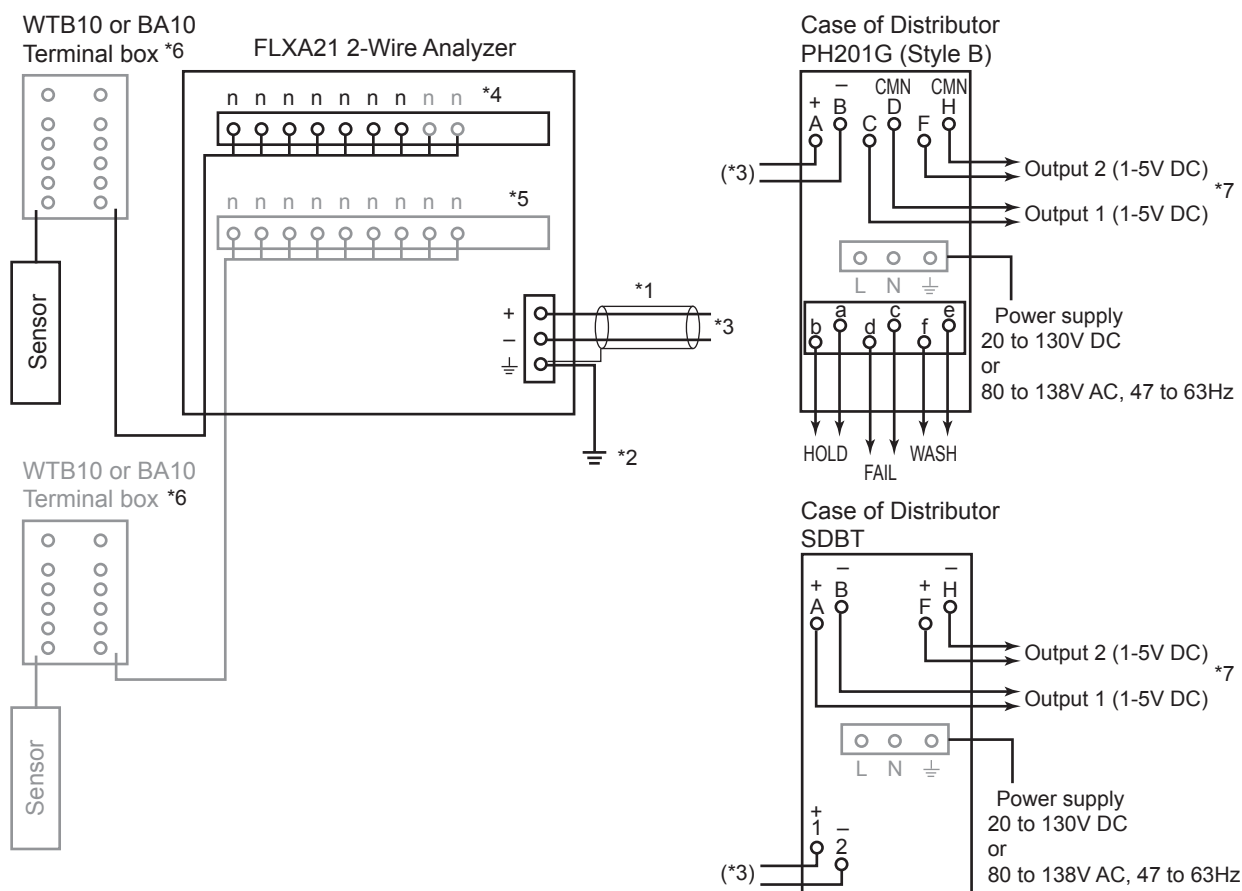 WTB10 or BA10
Terminal box *6
FLXA21 2-Wire Analyzer
n n n n n n n n n *4
n n n n n n n n n *5
Sensor
+
–
*1
*3
*2
WTB10 or BA10
Terminal box *6
Sensor
Case of Distributor
PH201G (Style B)
– CMN CMN
+ B D H
A C F
(*3)
Output 2 (1-5V DC)
*7
Output 1 (1-5V DC)
L N
a c e
b d f
Power supply
20 to 130V DC
or
80 to 138V AC, 47 to 63Hz
HOLD WASH
FAIL
Case of Distributor
SDBT
– –
+ B + H
A F
Output 2 (1-5V DC)
*7
Output 1 (1-5V DC)
L N
Power supply
20 to 130V DC
or
80 to 138V AC, 47 to 63Hz
+ –
1 2
(*3)